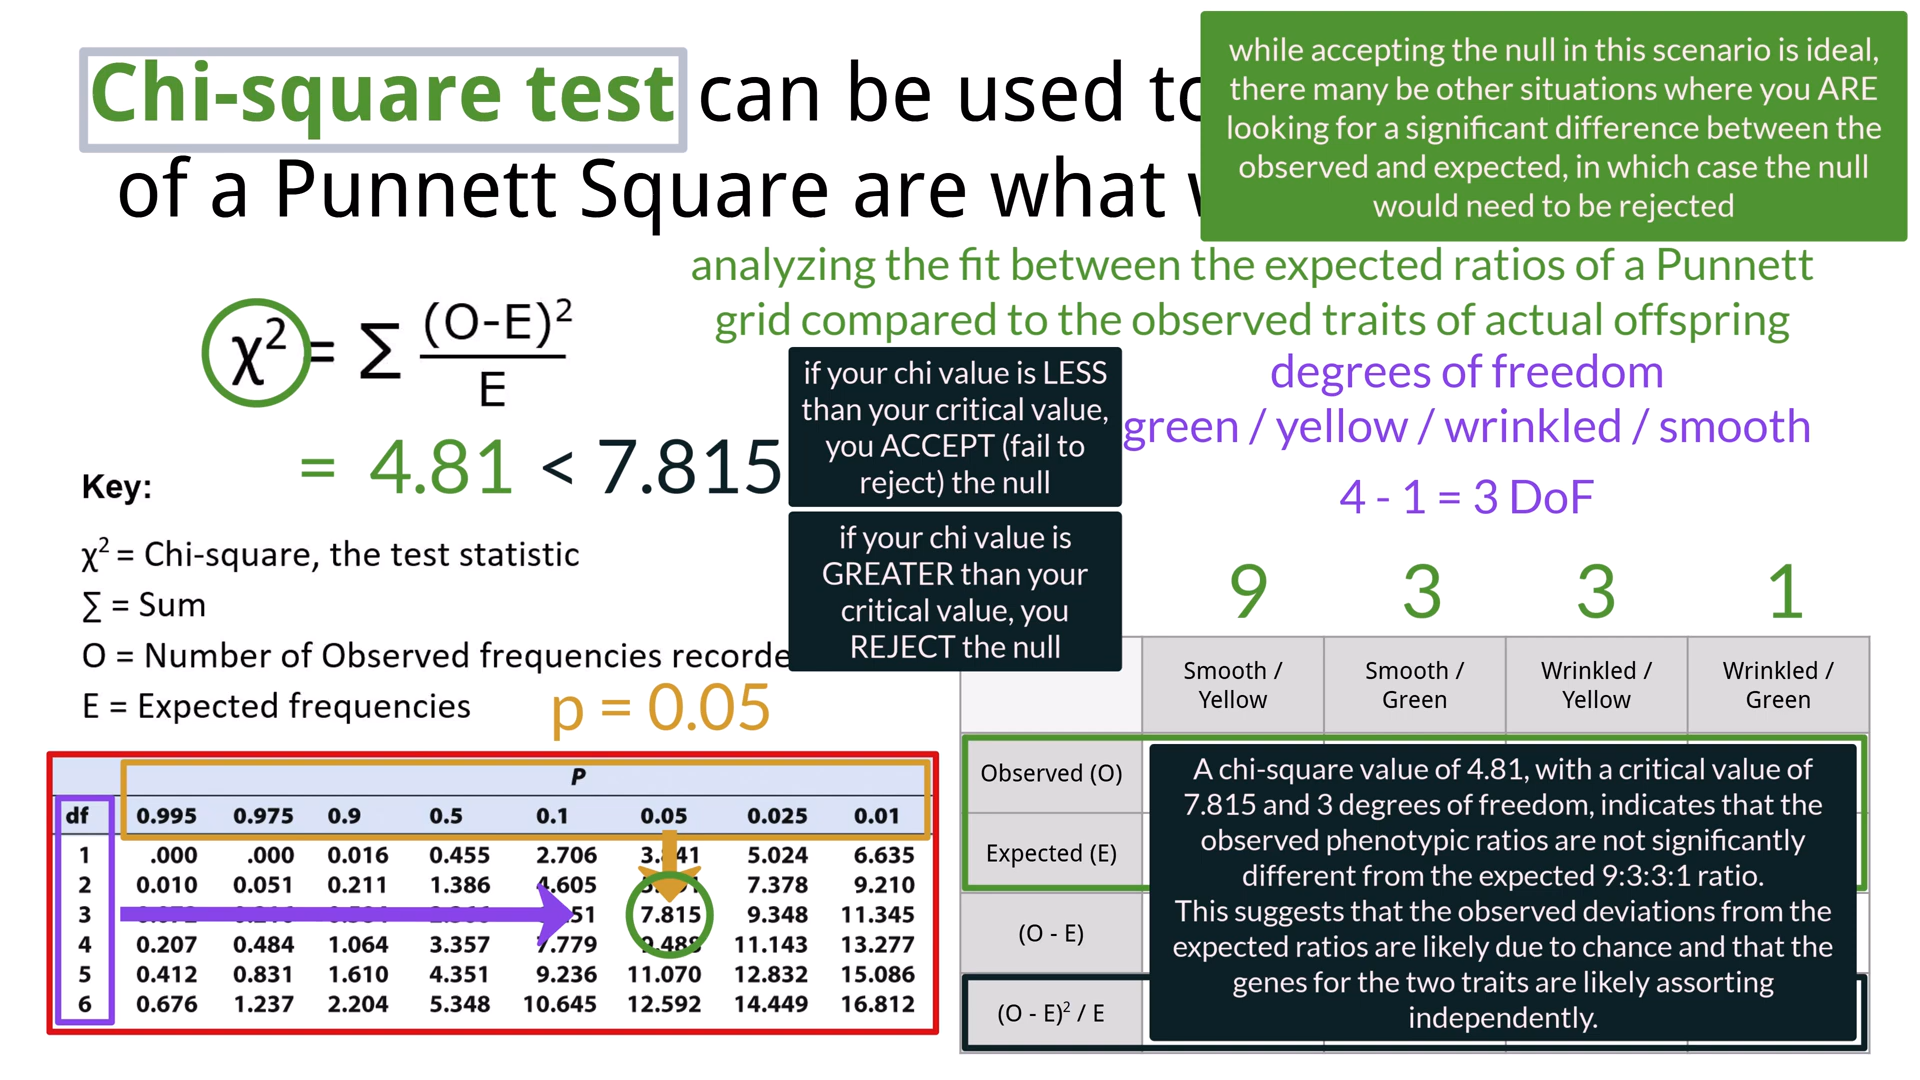 Chi-square test can be used to
of a Punnett Square are what
while accepting the null in this scenario is ideal,
there many be other situations where you ARE
looking for a significant difference between the
observed and expected, in which case the null
would need to be rejected
analyzing the fit between the expected ratios of a Punnett
grid compared to the observed traits of actual offspring
χ² = ∑ (O-E)² / E
= 4.81 < 7.815
if your chi value is LESS
than your critical value,
you ACCEPT (fail to
reject) the null
if your chi value is
GREATER than your
critical value, you
REJECT the null
degrees of freedom
green / yellow / wrinkled / smooth
4 - 1 = 3 DoF
Key:
χ² = Chi-square, the test statistic
∑ = Sum
O = Number of Observed frequencies
E = Expected frequencies
p = 0.05
P
df 0.995 0.975 0.9 0.5 0.1 0.05 0.025 0.01
1 .000 .000 0.016 0.455 2.706 5.024 6.635
2 0.010 0.051 0.211 1.386 4.605 7.378 9.210
3 7.815 9.348 11.345
4 0.207 0.484 1.064 3.357 7.779 9.488 11.143 13.277
5 0.412 0.831 1.610 4.351 9.236 11.070 12.832 15.086
6 0.676 1.237 2.204 5.348 10.645 12.592 14.449 16.812
9 3 3 1
Smooth / Yellow
Smooth / Green
Wrinkled / Yellow
Wrinkled / Green
Observed (O)
Expected (E)
(O - E)
(O - E)² / E
A chi-square value of 4.81, with a critical value of
7.815 and 3 degrees of freedom, indicates that the
observed phenotypic ratios are not significantly
different from the expected 9:3:3:1 ratio.
This suggests that the observed deviations from the
expected ratios are likely due to chance and that the
genes for the two traits are likely assorting
independently.